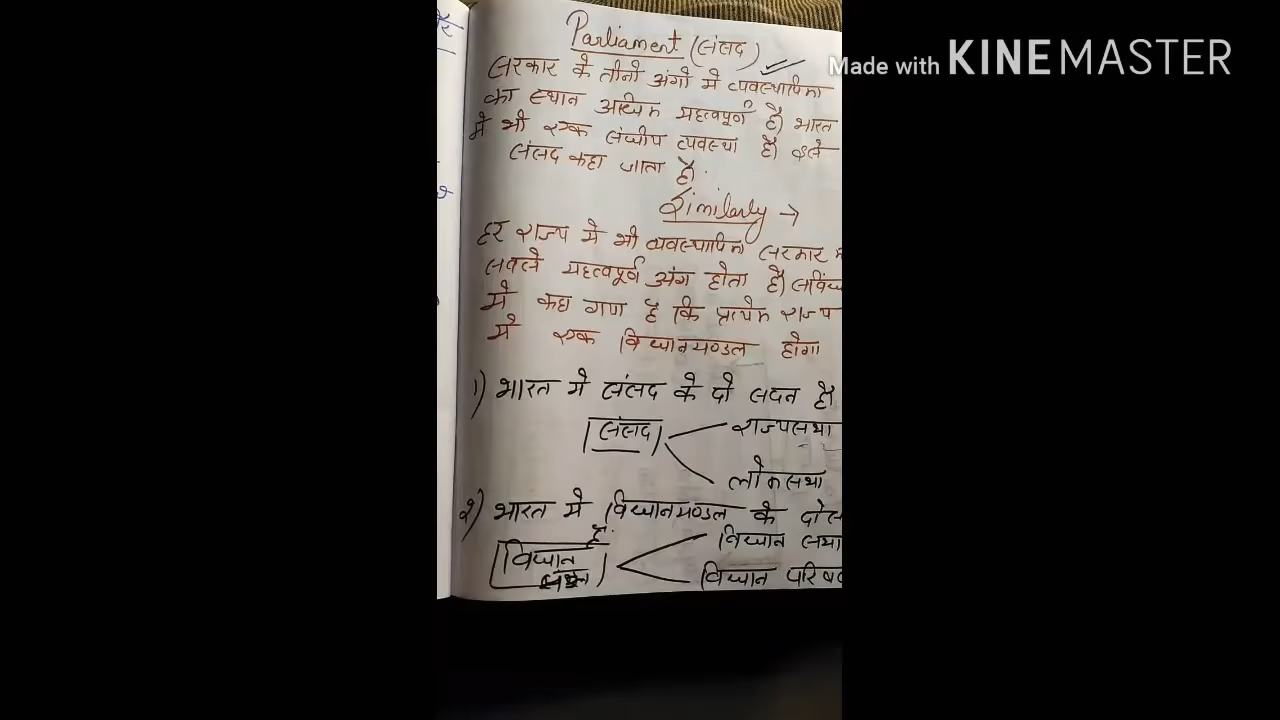 Parliament (संसद)
Made with KINEMASTER
सरकार के तीनो अंगो मे व्यवस्थापिका
का स्थान अधिक महत्वपूर्ण है। भारत
मे भी एक संघीय व्यवस्था है। इसे
संसद कहा जाता है।
Similarly →
हर राज्य मे भी व्यवस्थापिका सरकार
सबसे महत्वपूर्ण अंग होता है। संविध
मे कहा गया है कि प्रत्येक राज्य
मे एक विधानमण्डल होगा
1) भारत मे संसद के दो सदन है।
संसद
राज्यसभा
लोकसभा
2) भारत मे विधानमण्डल के दो स
है.
विधान
विधान सभा
विधान परिषद